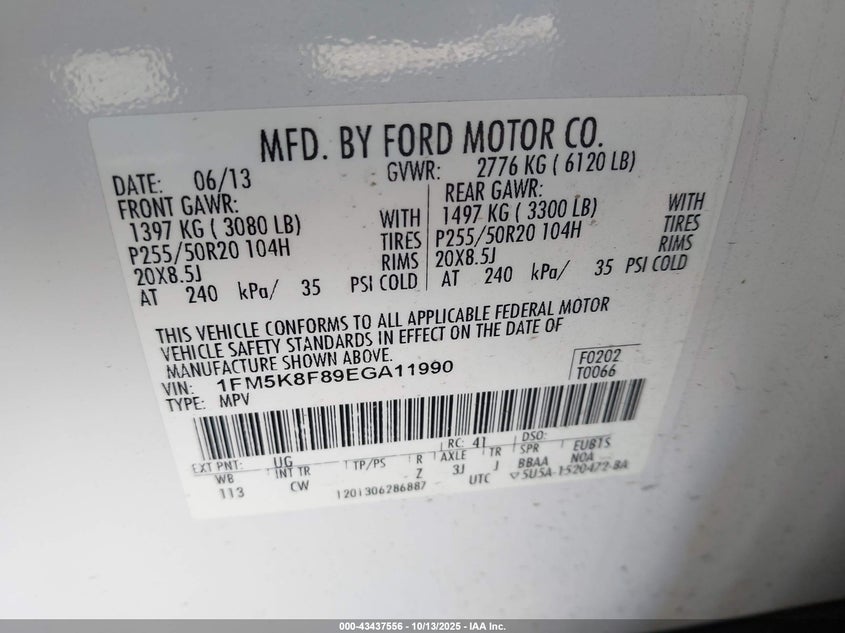 MFD. BY FORD MOTOR CO.
DATE: 06/13 GVWR: 2776 KG ( 6120 LB)
FRONT GAWR: REAR GAWR:
1397 KG ( 3080 LB) WITH 1497 KG ( 3300 LB) WITH
P255/50R20 104H TIRES P255/50R20 104H TIRES
20X8.5J RIMS 20X8.5J RIMS
AT 240 kPa/ 35 PSI COLD AT 240 kPa/ 35 PSI COLD
THIS VEHICLE CONFORMS TO ALL APPLICABLE FEDERAL MOTOR
VEHICLE SAFETY STANDARDS IN EFFECT ON THE DATE OF
MANUFACTURE SHOWN ABOVE.
VIN: 1FM5K8F89EGA11990 F0202
TYPE: MPV T0066
EXT PNT: UG RC: 41 DSO:
WB INT TR TP/PS R AXLE TR SPR EUBTS
113 CW Z 3J J BBAA NOA
1201306286887 UTC ▽5U5A-1520472-BA
000-43437556 - 10/13/2025 - IAA Inc.